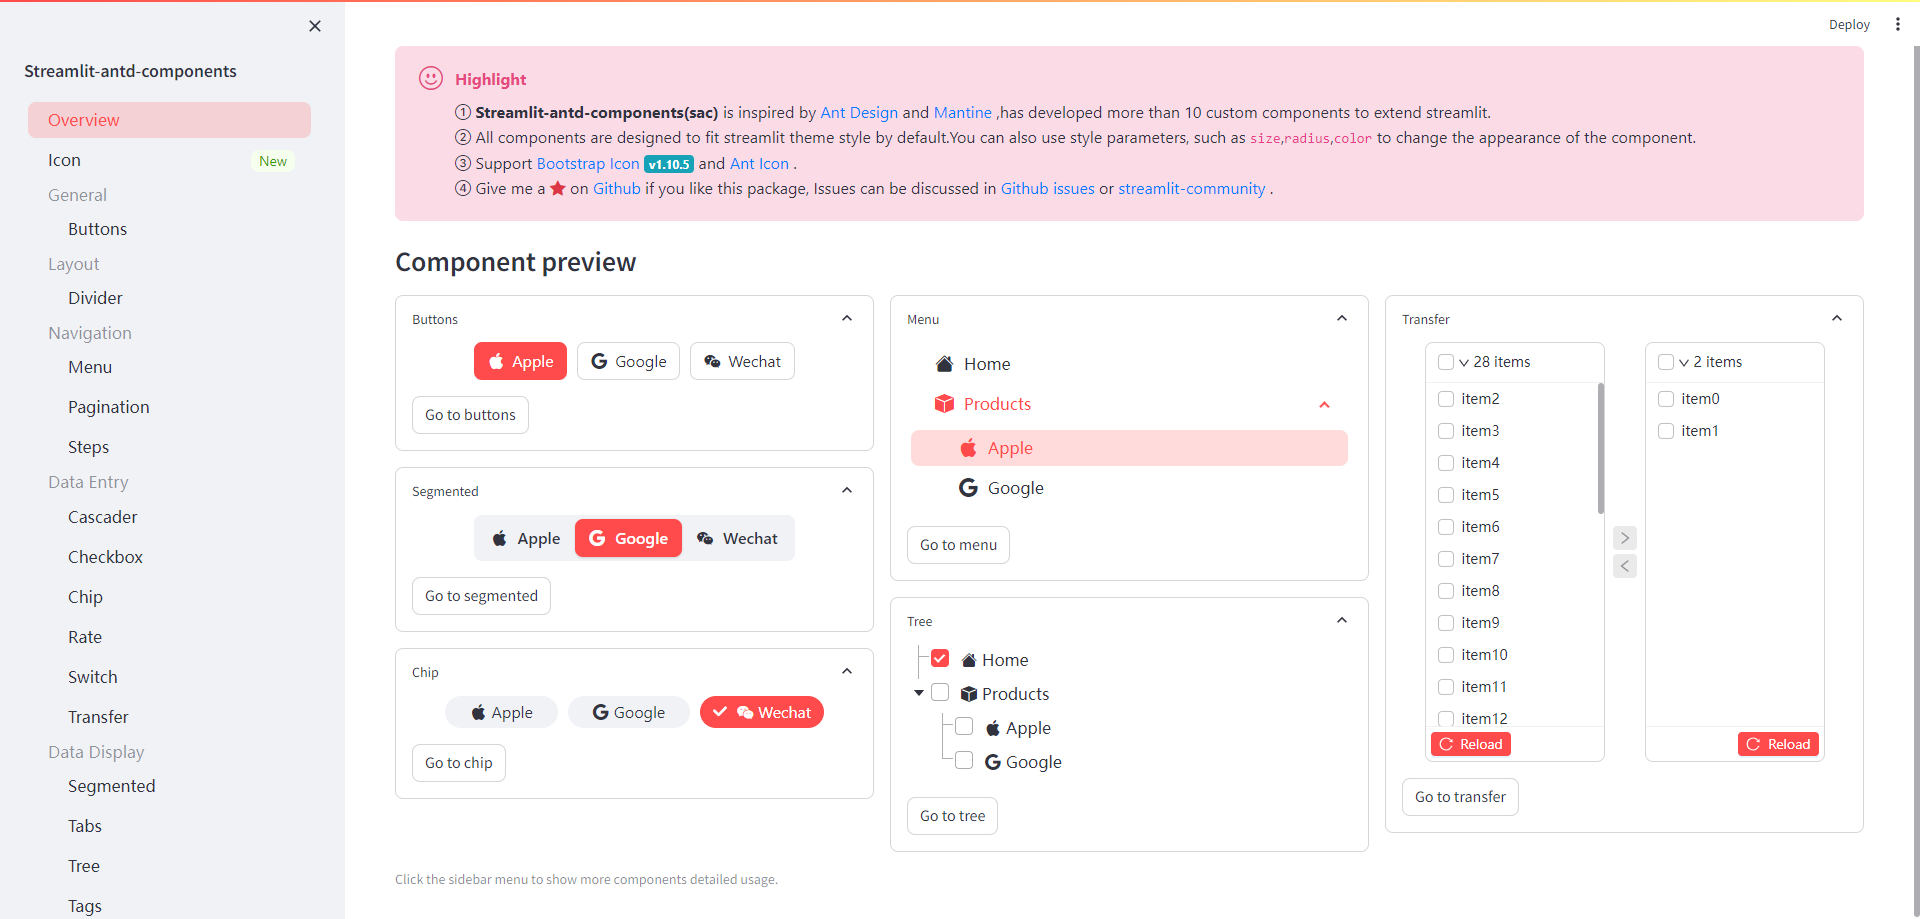 Streamlit-antd-components
Overview
Icon New
General
Buttons
Layout
Divider
Navigation
Menu
Pagination
Steps
Data Entry
Cascader
Checkbox
Chip
Rate
Switch
Transfer
Data Display
Segmented
Tabs
Tree
Tags
Deploy
Highlight
① Streamlit-antd-components(sac) is inspired by Ant Design and Mantine ,has developed more than 10 custom components to extend streamlit.
② All components are designed to fit streamlit theme style by default.You can also use style parameters, such as size,radius,color to change the appearance of the component.
③ Support Bootstrap Icon v1.10.5 and Ant Icon .
④ Give me a ★ on Github if you like this package, Issues can be discussed in Github issues or streamlit-community .
Component preview
Buttons
Apple Google Wechat
Go to buttons
Segmented
Apple Google Wechat
Go to segmented
Chip
Apple Google Wechat
Go to chip
Menu
Home
Products
Apple
Google
Go to menu
Tree
Home
Products
Apple
Google
Go to tree
Transfer
28 items
item2
item3
item4
item5
item6
item7
item8
item9
item10
item11
item12
Reload
2 items
item0
item1
Reload
Go to transfer
Click the sidebar menu to show more components detailed usage.